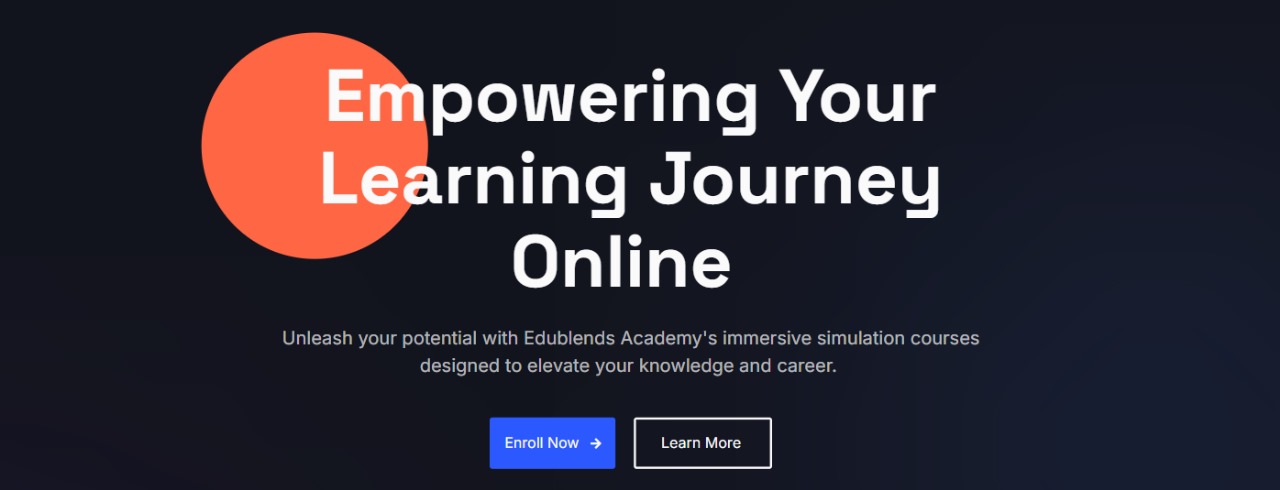 Empowering Your
Learning Journey
Online
Unleash your potential with Edublends Academy's immersive simulation courses
designed to elevate your knowledge and career.
Enroll Now →
Learn More